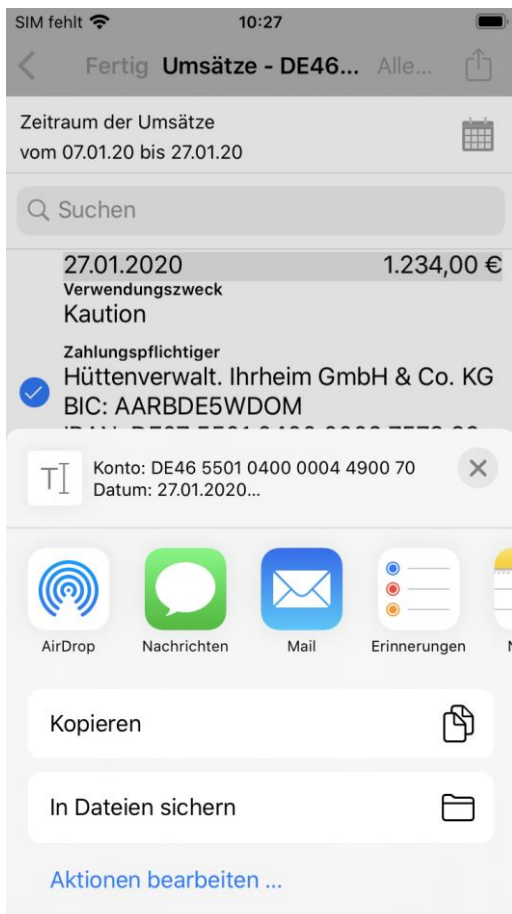 SIM fehlt 10:27
Fertig Umsätze - DE46... Alle...
Zeitraum der Umsätze
vom 07.01.20 bis 27.01.20
Suchen
27.01.2020 1.234,00 €
Verwendungszweck
Kaution
Zahlungspflichtiger
Hüttenverwalt. Ihrheim GmbH & Co. KG
BIC: AARBDE5WDOM
Konto: DE46 5501 0400 0004 4900 70
Datum: 27.01.2020...
AirDrop Nachrichten Mail Erinnerungen
Kopieren
In Dateien sichern
Aktionen bearbeiten ...